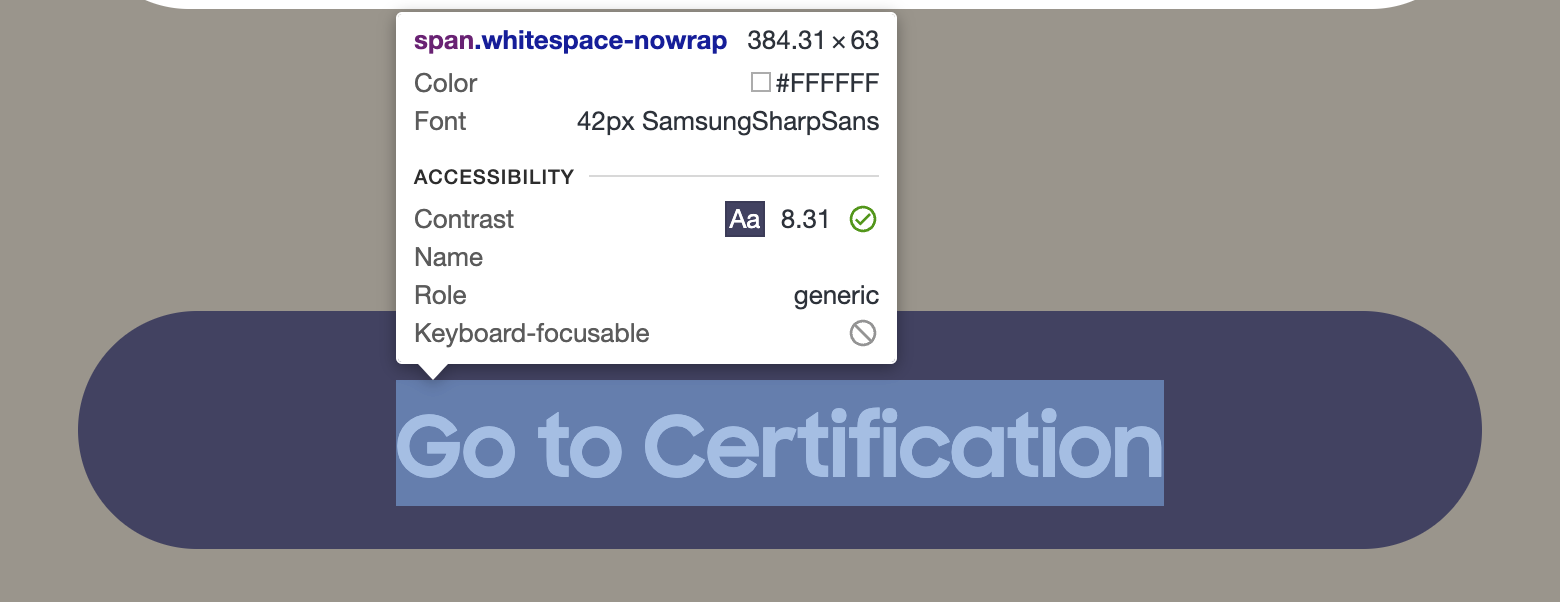 span.whitespace-nowrap 384.31 × 63
Color #FFFFFF
Font 42px SamsungSharpSans
ACCESSIBILITY
Contrast Aa 8.31
Name
Role generic
Keyboard-focusable
Go to Certification